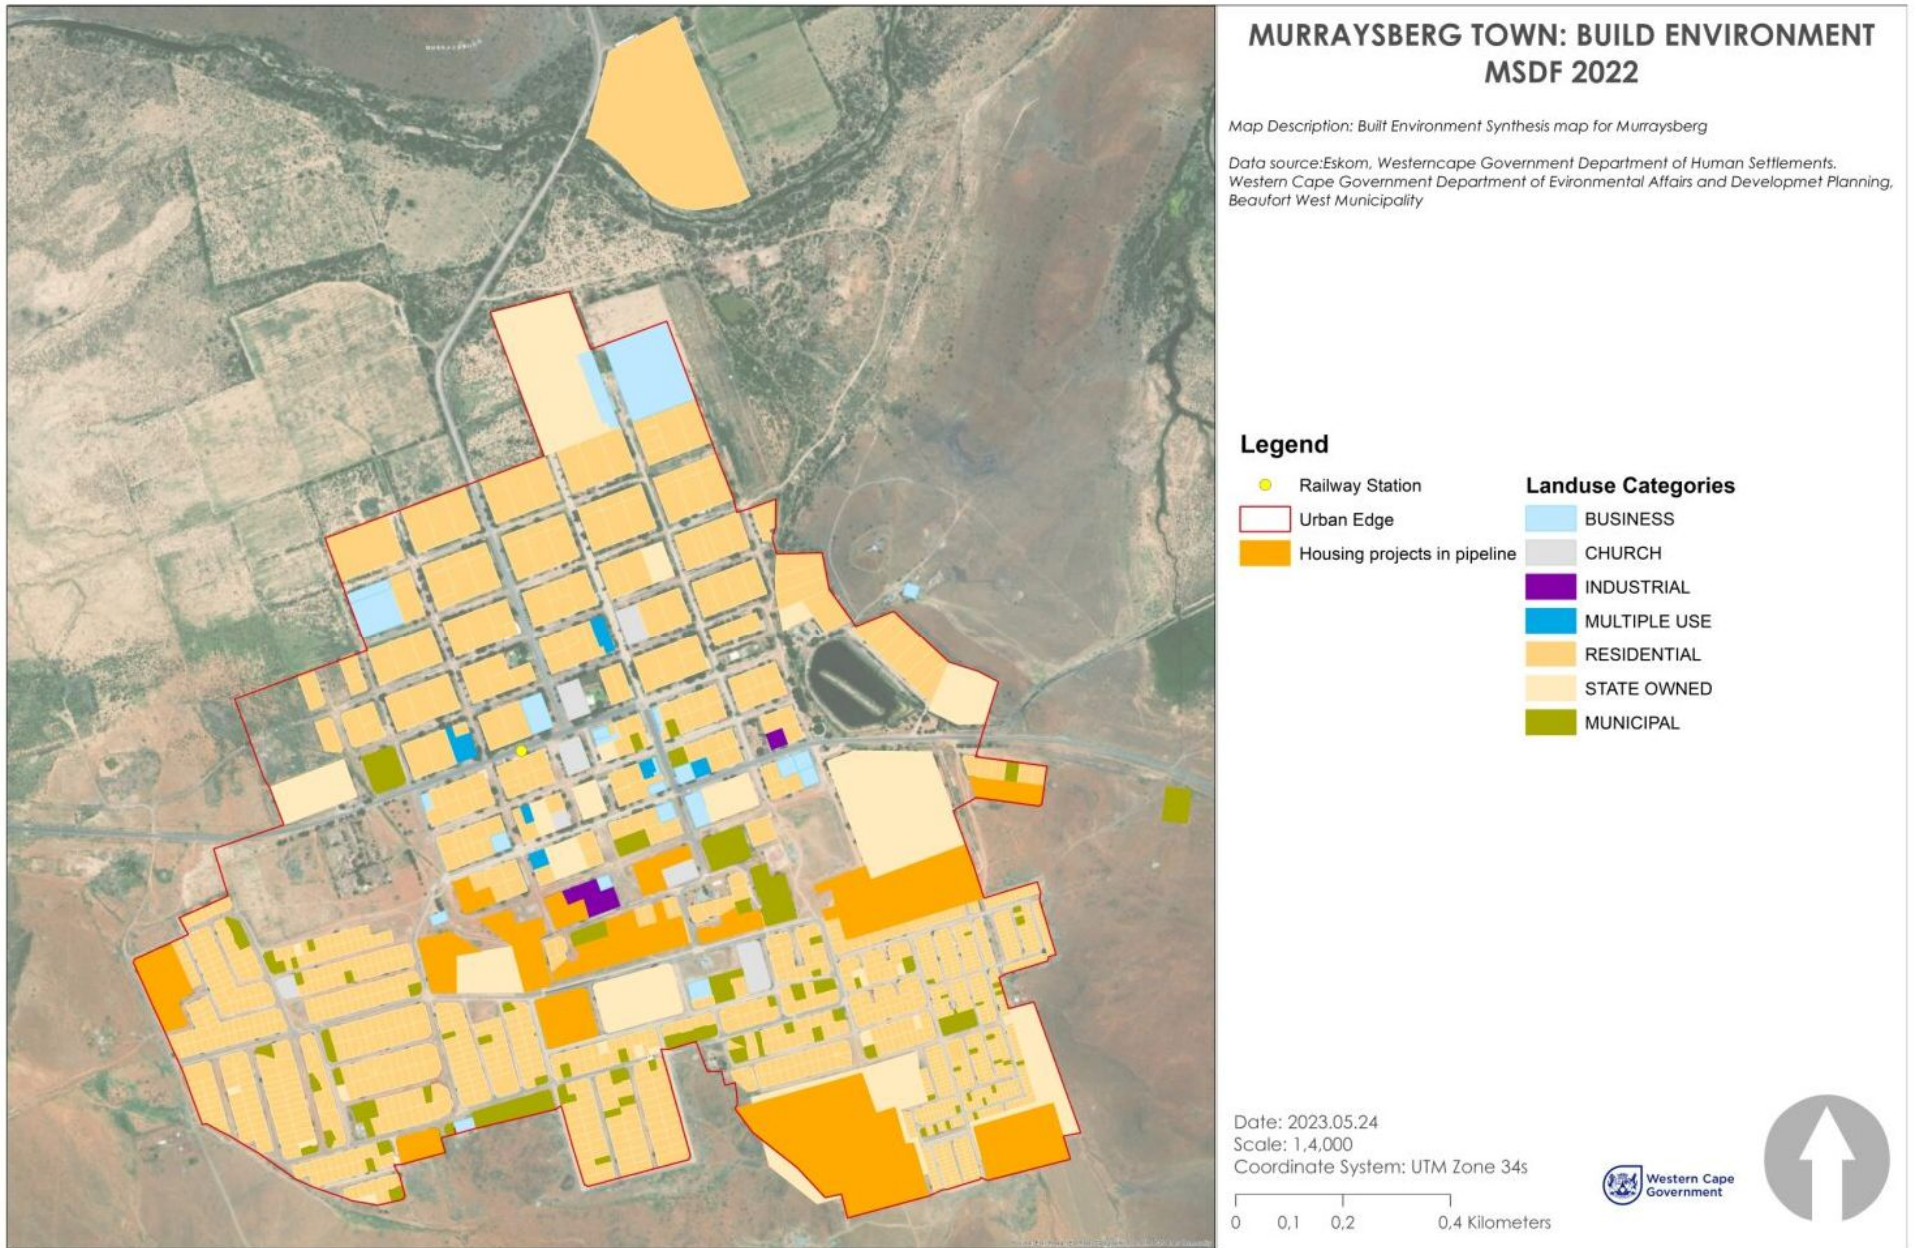 MURRAYSBERG TOWN: BUILD ENVIRONMENT
MSDF 2022
Map Description: Built Environment Synthesis map for Murraysberg
Data source:Eskom, Westerncape Government Department of Human Settlements.
Western Cape Government Department of Evironmental Affairs and Developmet Planning,
Beaufort West Municipality
Legend
Railway Station
Urban Edge
Housing projects in pipeline
Landuse Categories
BUSINESS
CHURCH
INDUSTRIAL
MULTIPLE USE
RESIDENTIAL
STATE OWNED
MUNICIPAL
Date: 2023.05.24
Scale: 1,4,000
Coordinate System: UTM Zone 34s
0 0,1 0,2 0,4 Kilometers
Western Cape
Government